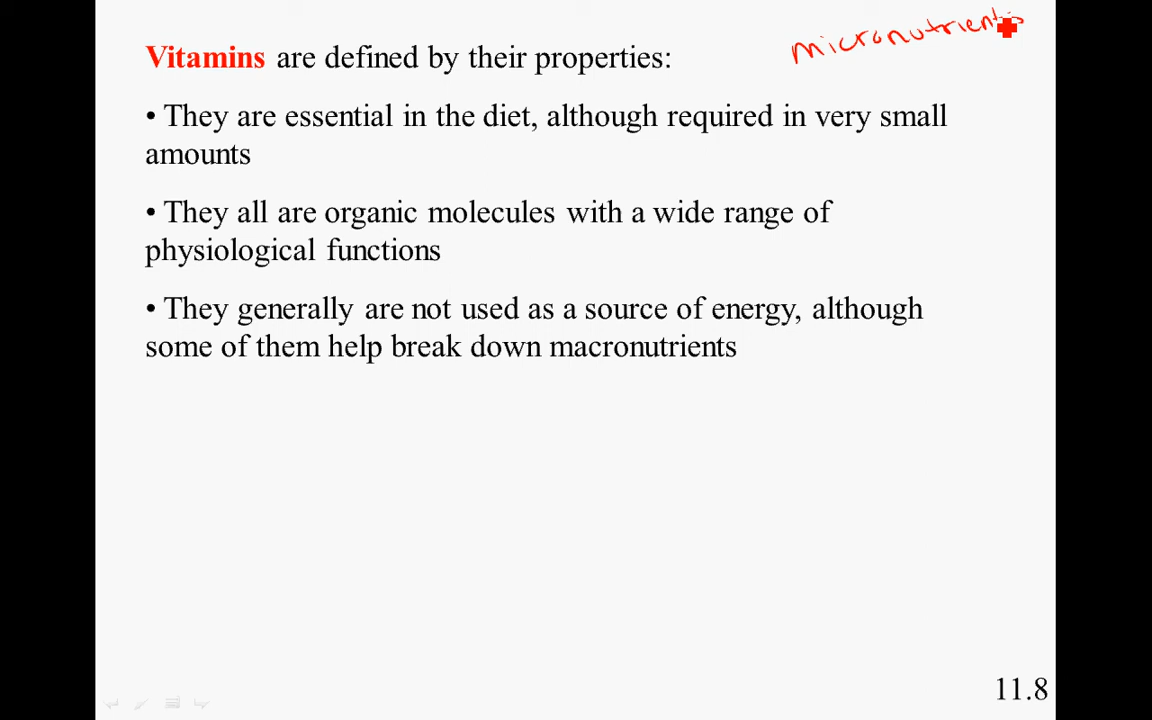 micronutrients
Vitamins are defined by their properties:
• They are essential in the diet, although required in very small
amounts
• They all are organic molecules with a wide range of
physiological functions
• They generally are not used as a source of energy, although
some of them help break down macronutrients
11.8